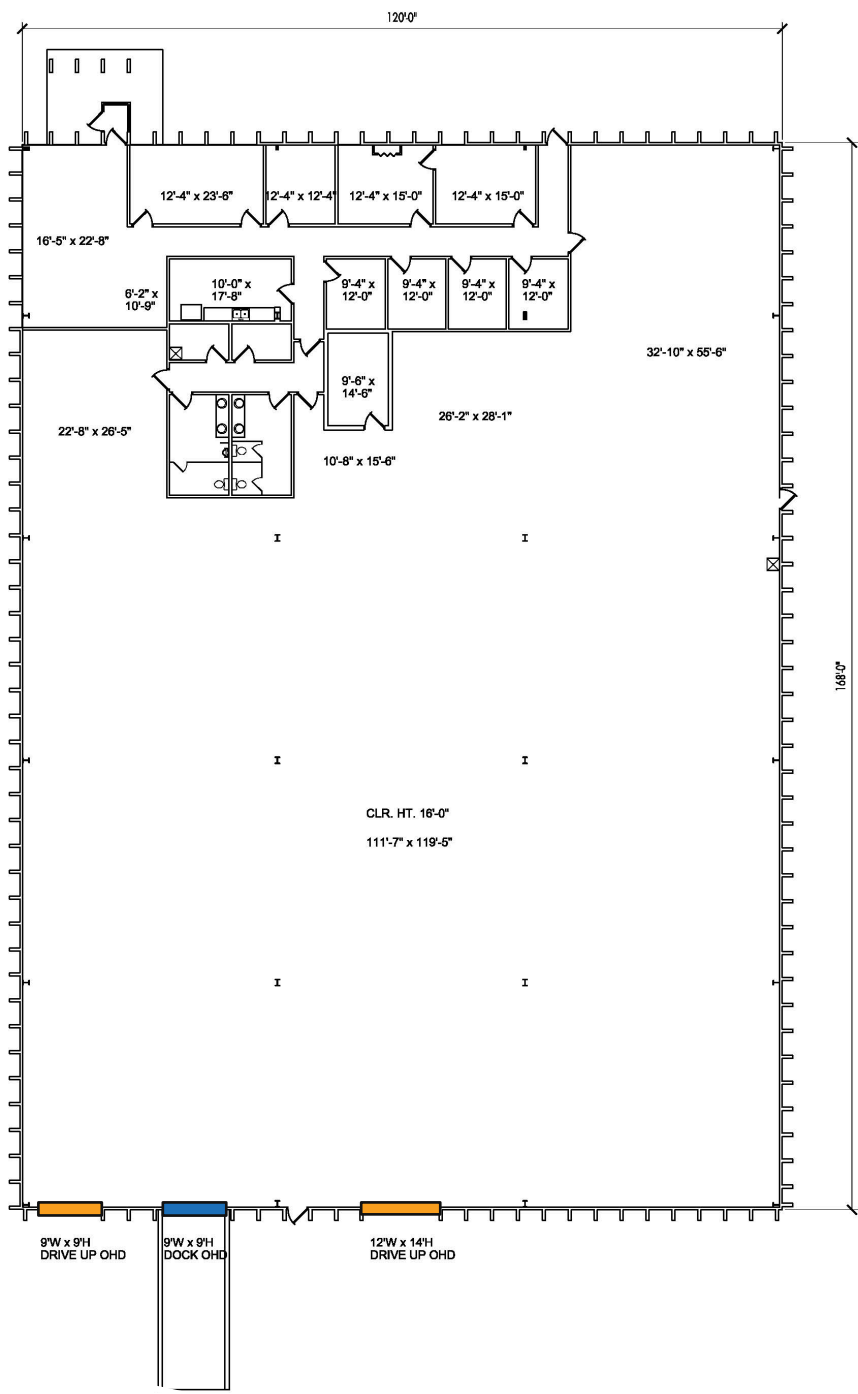 120'-0"
12'-4" x 23'-6"
12'-4" x 12'-4"
12'-4" x 15'-0"
12'-4" x 15'-0"
16'-5" x 22'-8"
6'-2" x
10'-9"
10'-0" x
17'-8"
9'-4" x
12'-0"
9'-4" x
12'-0"
9'-4" x
12'-0"
9'-4" x
12'-0"
32'-10" x 55'-6"
9'-6" x
14'-6"
22'-8" x 26'-5"
26'-2" x 28'-1"
10'-8" x 15'-6"
168'-0"
CLR. HT. 16'-0"
111'-7" x 119'-5"
9'W x 9'H
DRIVE UP OHD
9'W x 9'H
DOCK OHD
12'W x 14'H
DRIVE UP OHD